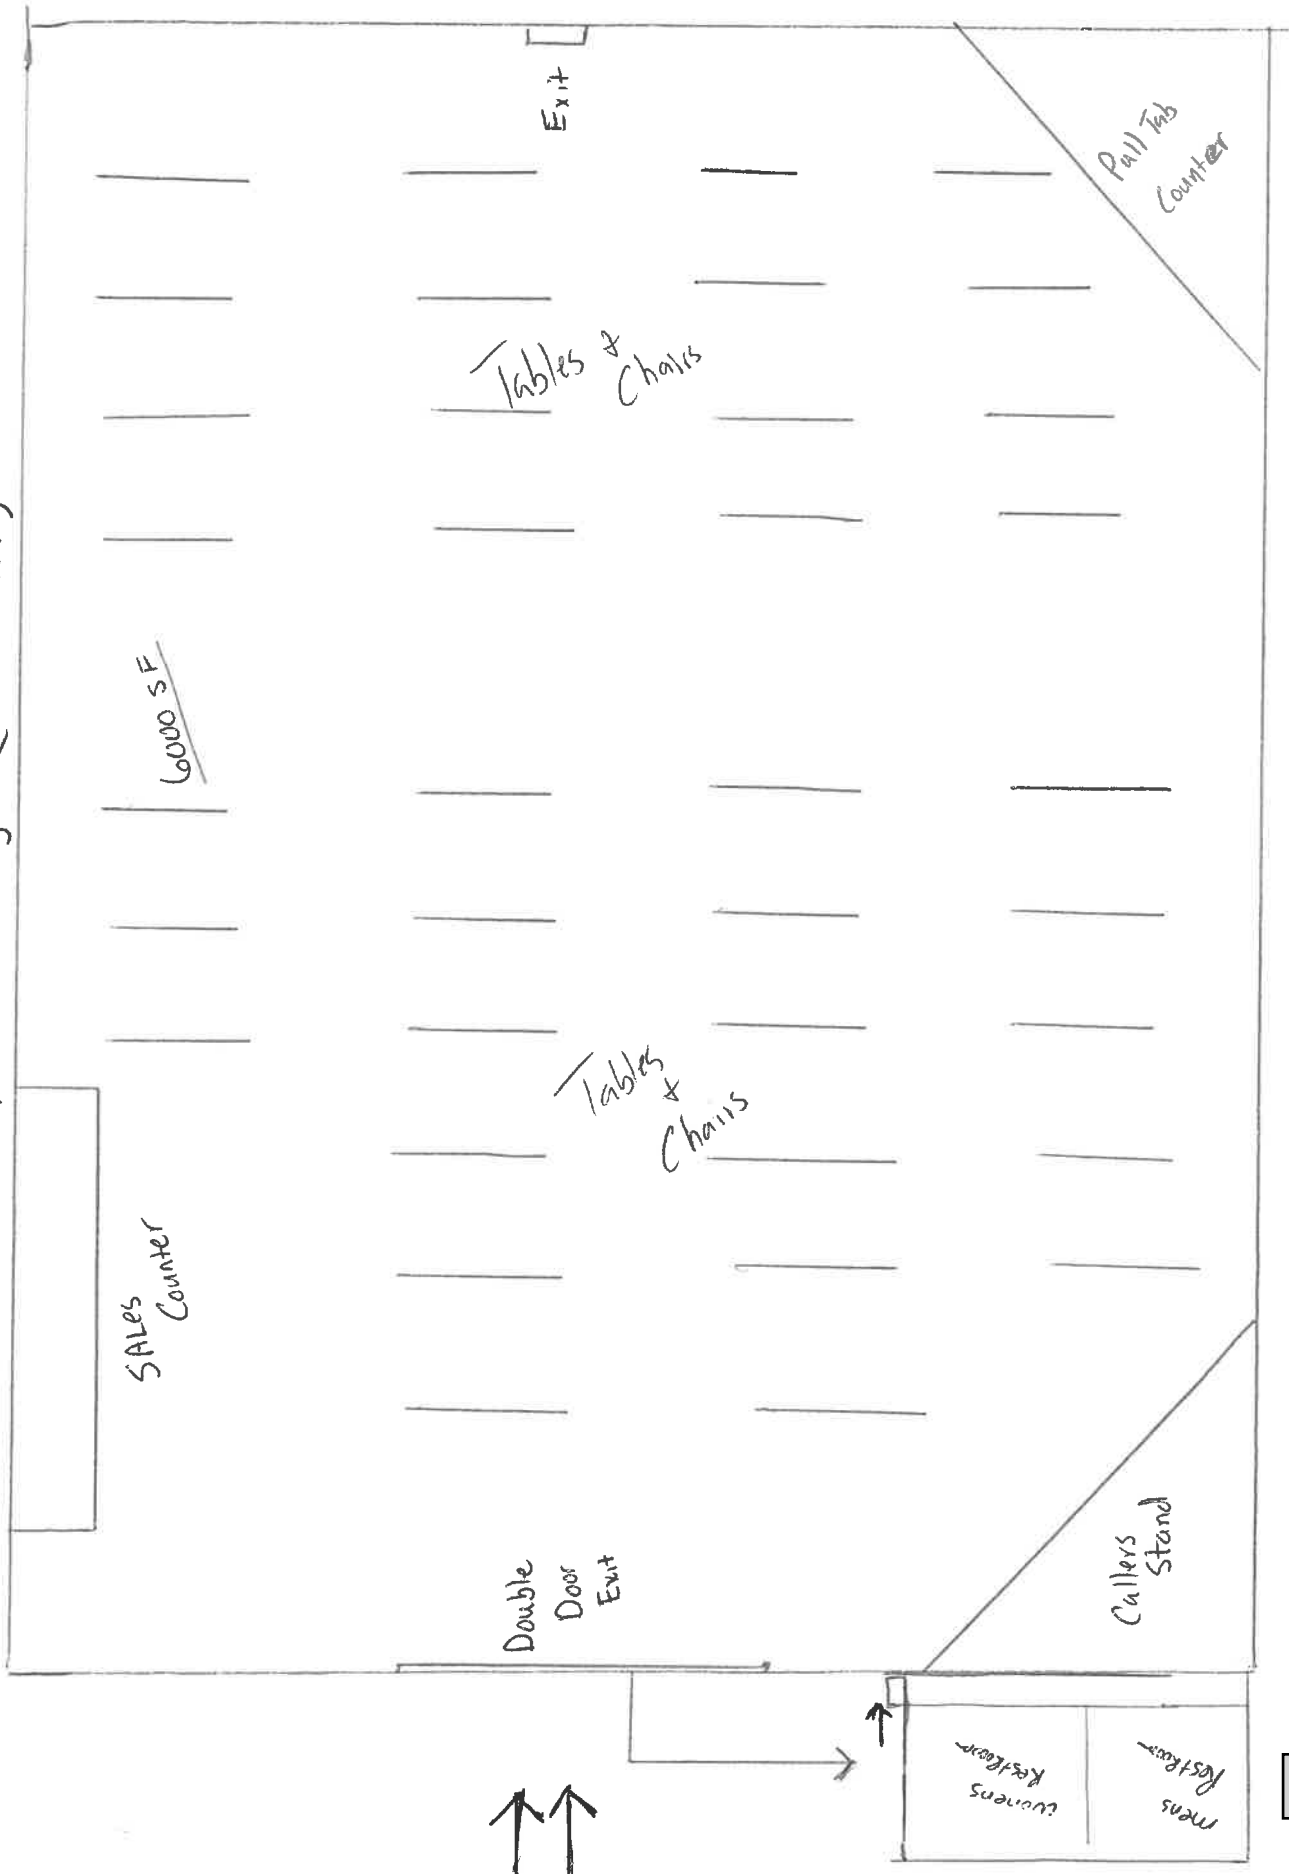 Exit
Pull Tab
Counter
Tables &
Chairs
6000 SF
Tables
&
Chairs
SALes
Counter
Double
Door
Exit
Callers
Stand
womens
Restroom
mens
Restroom